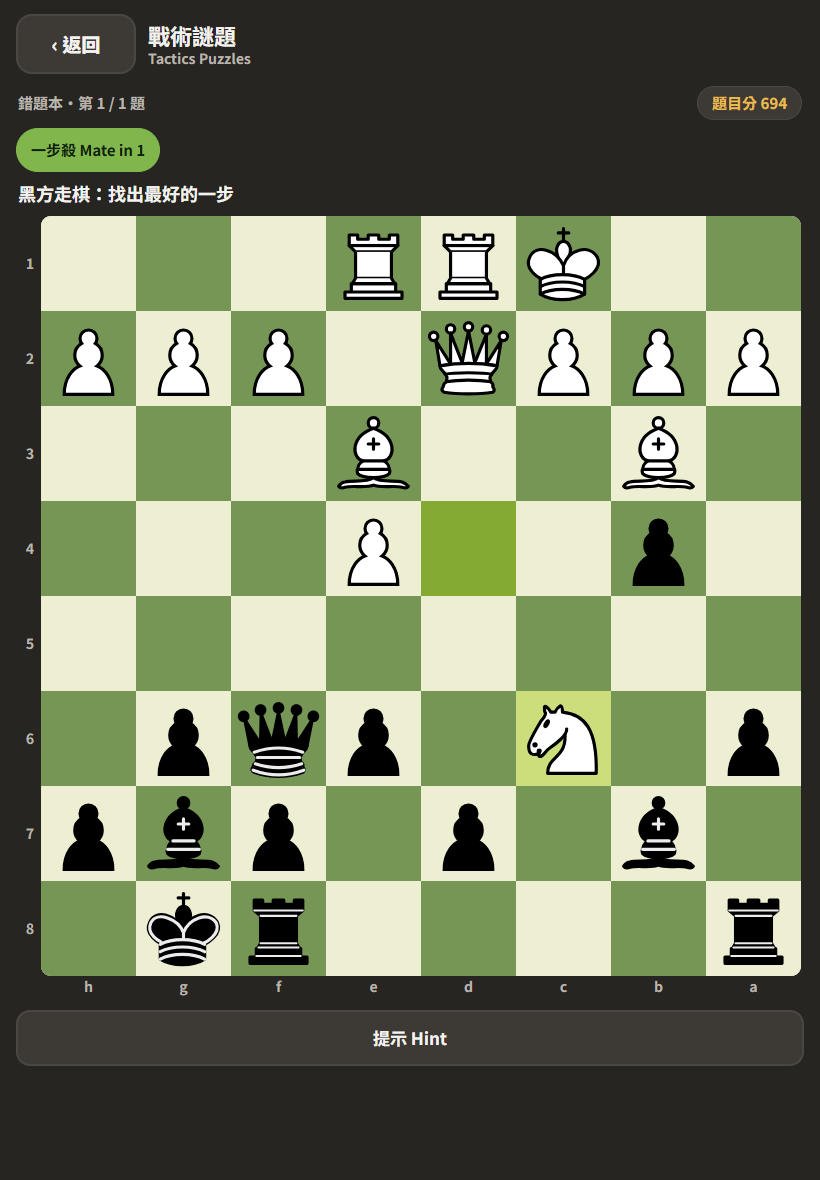 ‹ 返回
戰術謎題
Tactics Puzzles
錯題本・第 1 / 1 題
題目分 694
一步殺 Mate in 1
黑方走棋：找出最好的一步
1
2
3
4
5
6
7
8
h g f e d c b a
提示 Hint